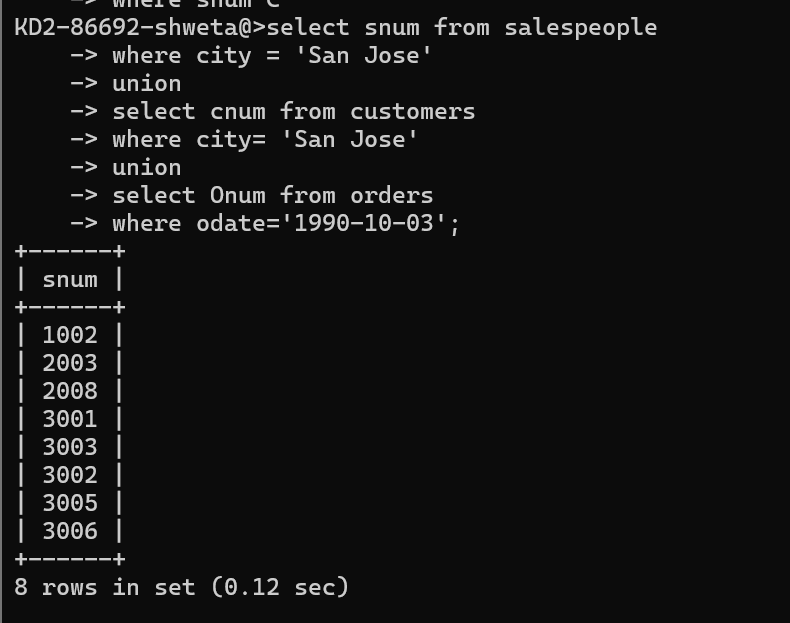 -> where snum C
KD2-86692-shweta@>select snum from salespeople
    -> where city = 'San Jose'
    -> union
    -> select cnum from customers
    -> where city= 'San Jose'
    -> union
    -> select Onum from orders
    -> where odate='1990-10-03';
+------+
| snum |
+------+
| 1002 |
| 2003 |
| 2008 |
| 3001 |
| 3003 |
| 3002 |
| 3005 |
| 3006 |
+------+
8 rows in set (0.12 sec)